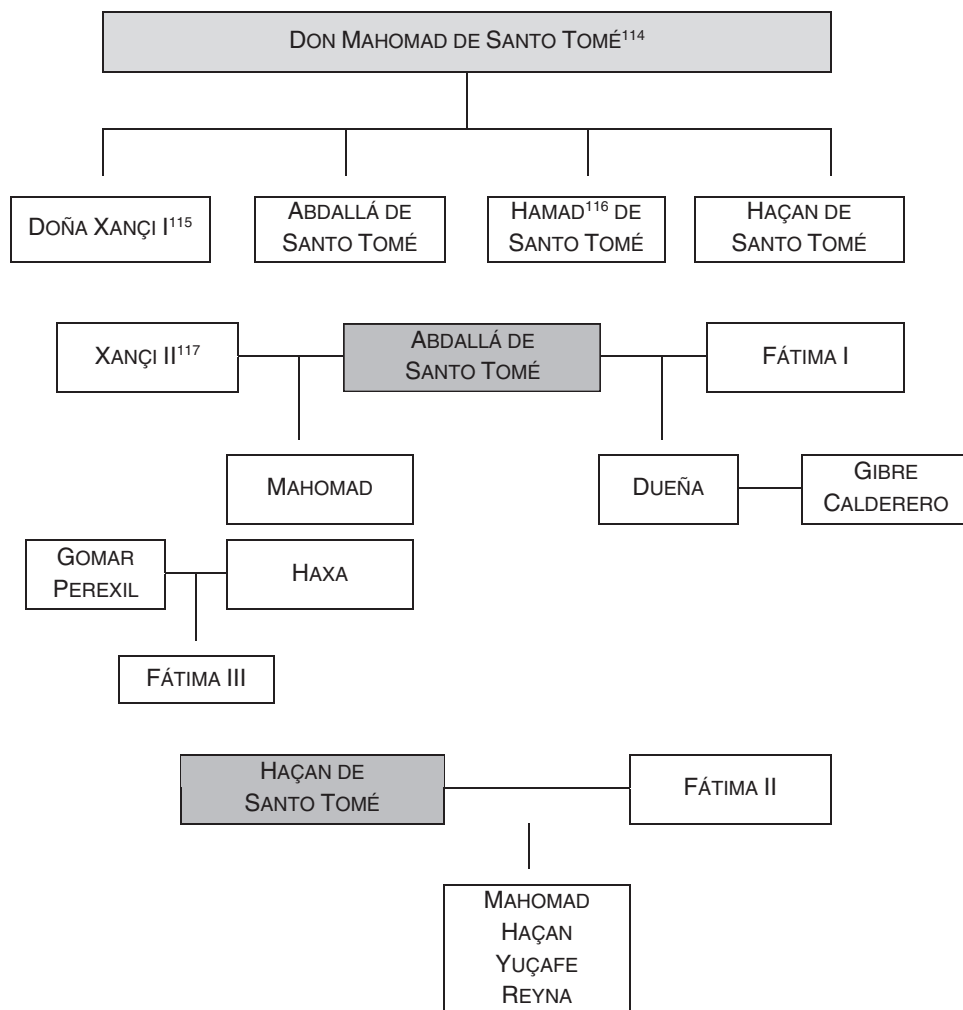 DON MAHOMAD DE SANTO TOMÉ114
DOÑA XANÇI I115
ABDALLÁ DE
SANTO TOMÉ
HAMAD116 DE
SANTO TOMÉ
HAÇAN DE
SANTO TOMÉ
XANÇI II117
ABDALLÁ DE
SANTO TOMÉ
FÁTIMA I
MAHOMAD
DUEÑA
GIBRE
CALDERERO
GOMAR
PEREXIL
HAXA
FÁTIMA III
HAÇAN DE
SANTO TOMÉ
FÁTIMA II
MAHOMAD
HAÇAN
YUÇAFE
REYNA